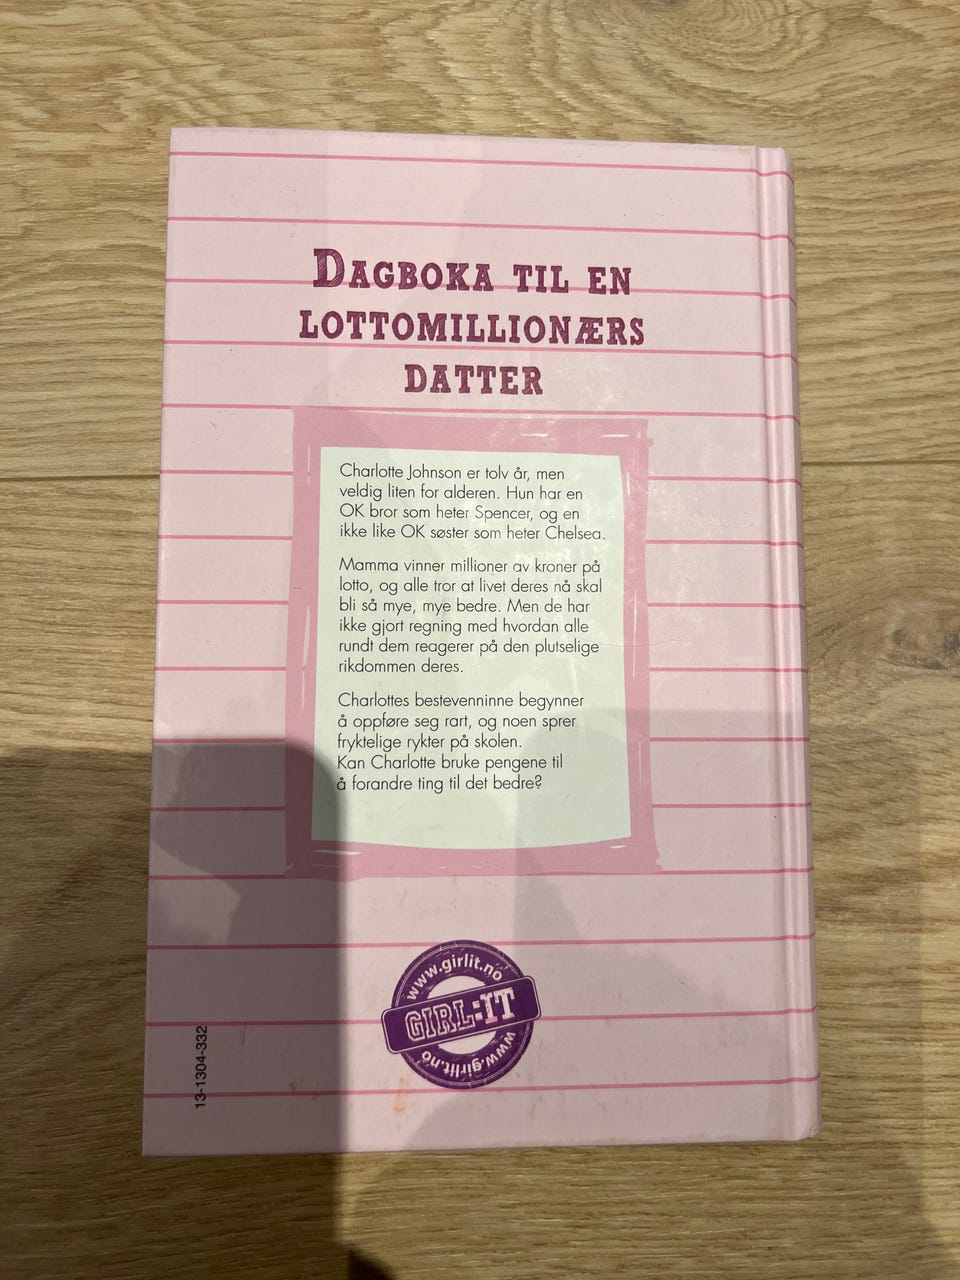 DAGBOKA TIL EN
LOTTOMILLIONÆRS
DATTER
Charlotte Johnson er tolv år, men
veldig liten for alderen. Hun har en
OK bror som heter Spencer, og en
ikke like OK søster som heter Chelsea.
Mamma vinner millioner av kroner på
lotto, og alle tror at livet deres nå skal
bli så mye, mye bedre. Men de har
ikke gjort regning med hvordan alle
rundt dem reagerer på den plutselige
rikdommen deres.
Charlottes bestevenninne begynner
å oppføre seg rart, og noen sprer
fryktelige rykter på skolen.
Kan Charlotte bruke pengene til
å forandre ting til det bedre?
www.girlit.no
GIRL:IT
www.girlit.no
13-1304-332